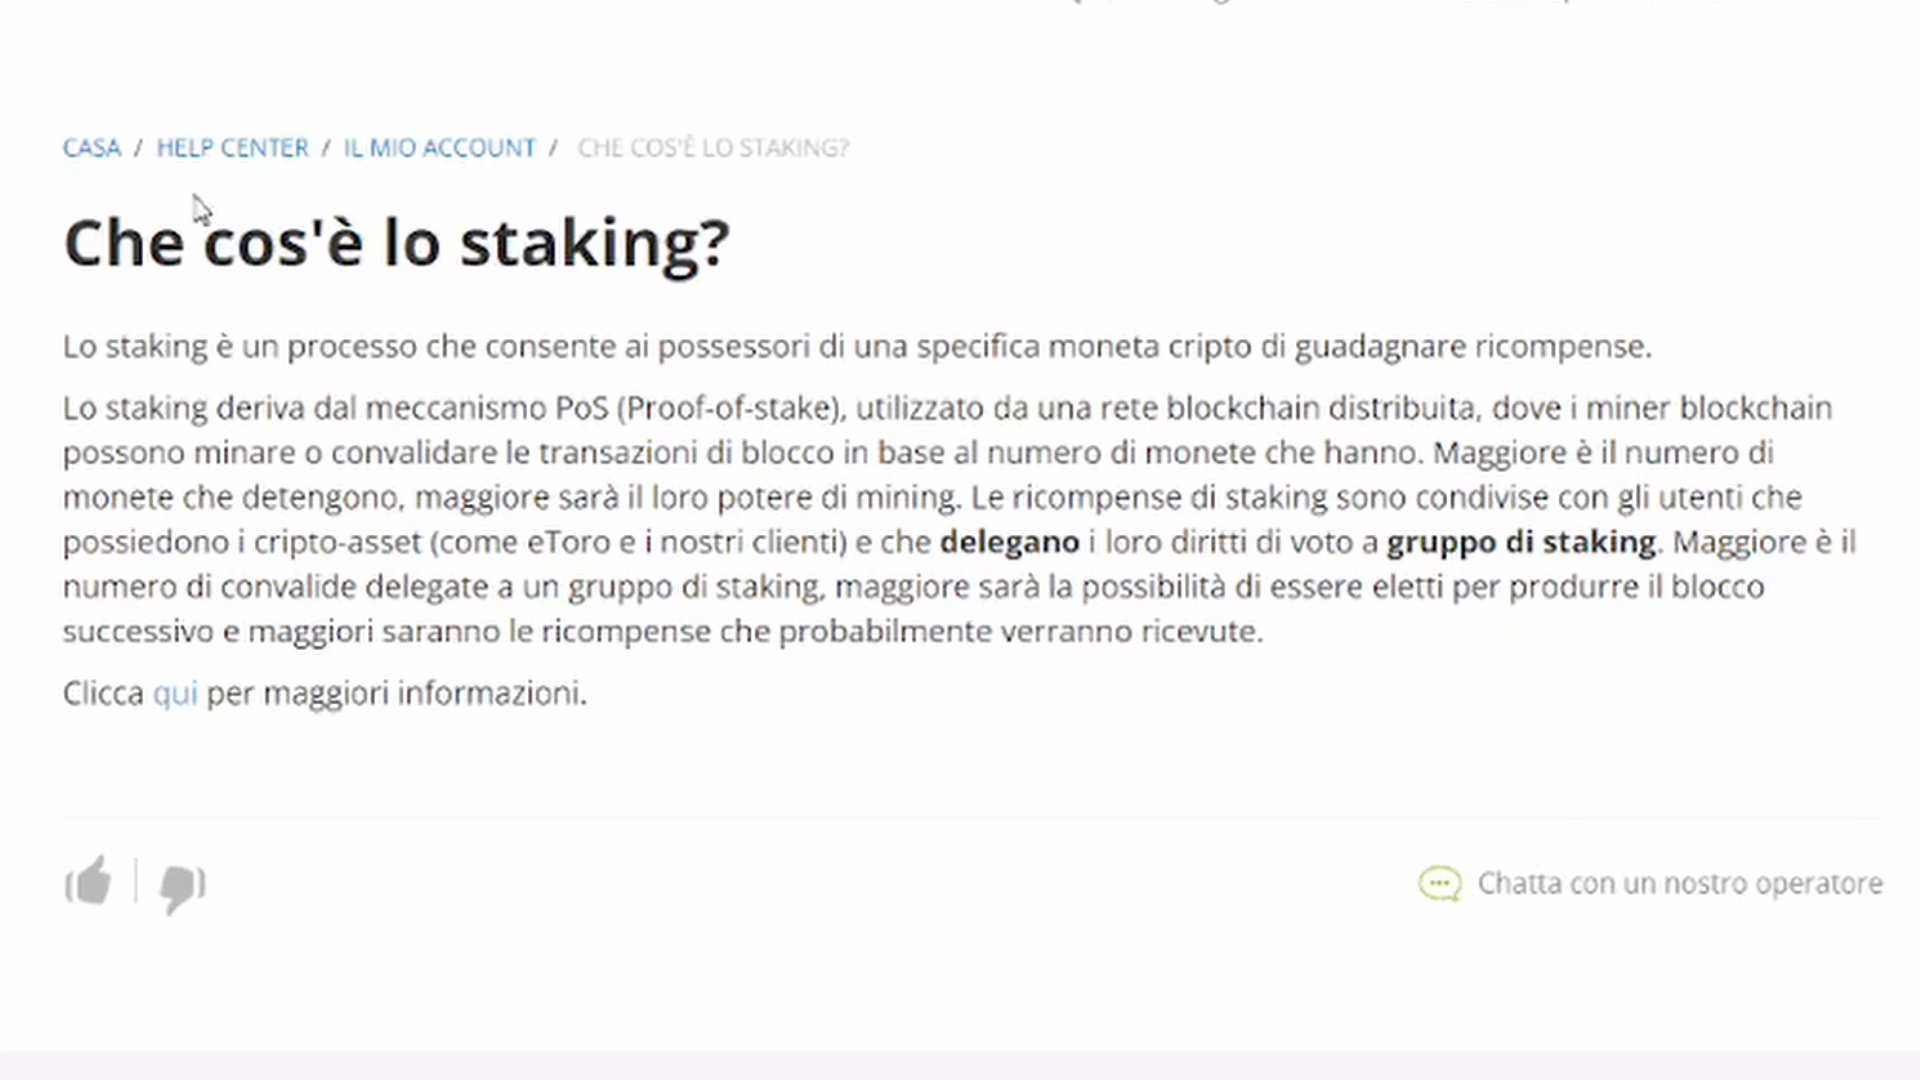 CASA / HELP CENTER / IL MIO ACCOUNT / CHE COS'È LO STAKING?
Che cos'è lo staking?
Lo staking è un processo che consente ai possessori di una specifica moneta cripto di guadagnare ricompense.
Lo staking deriva dal meccanismo PoS (Proof-of-stake), utilizzato da una rete blockchain distribuita, dove i miner blockchain
possono minare o convalidare le transazioni di blocco in base al numero di monete che hanno. Maggiore è il numero di
monete che detengono, maggiore sarà il loro potere di mining. Le ricompense di staking sono condivise con gli utenti che
possiedono i cripto-asset (come eToro e i nostri clienti) e che delegano i loro diritti di voto a gruppo di staking. Maggiore è il
numero di convalide delegate a un gruppo di staking, maggiore sarà la possibilità di essere eletti per produrre il blocco
successivo e maggiori saranno le ricompense che probabilmente verranno ricevute.
Clicca qui per maggiori informazioni.
Chatta con un nostro operatore